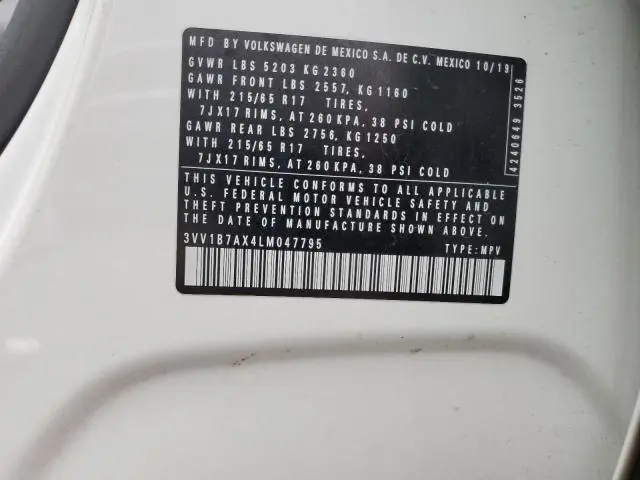 MFD BY VOLKSWAGEN DE MEXICO S.A. DE C.V. MEXICO 10/19
GVWR LBS 5203 KG 2360
GAWR FRONT LBS 2557, KG 1160
WITH 215/65 R17 TIRES,
7JX17 RIMS, AT 260 KPA, 38 PSI COLD
GAWR REAR LBS 2756, KG 1250
WITH 215/65 R17 TIRES,
7JX17 RIMS, AT 260 KPA, 38 PSI COLD
THIS VEHICLE CONFORMS TO ALL APPLICABLE
U.S. FEDERAL MOTOR VEHICLE SAFETY AND
THEFT PREVENTION STANDARDS IN EFFECT ON
THE DATE OF MANUFACTURE SHOWN ABOVE.
3VV1B7AX4LM047795 TYPE: MPV
4240649 3526